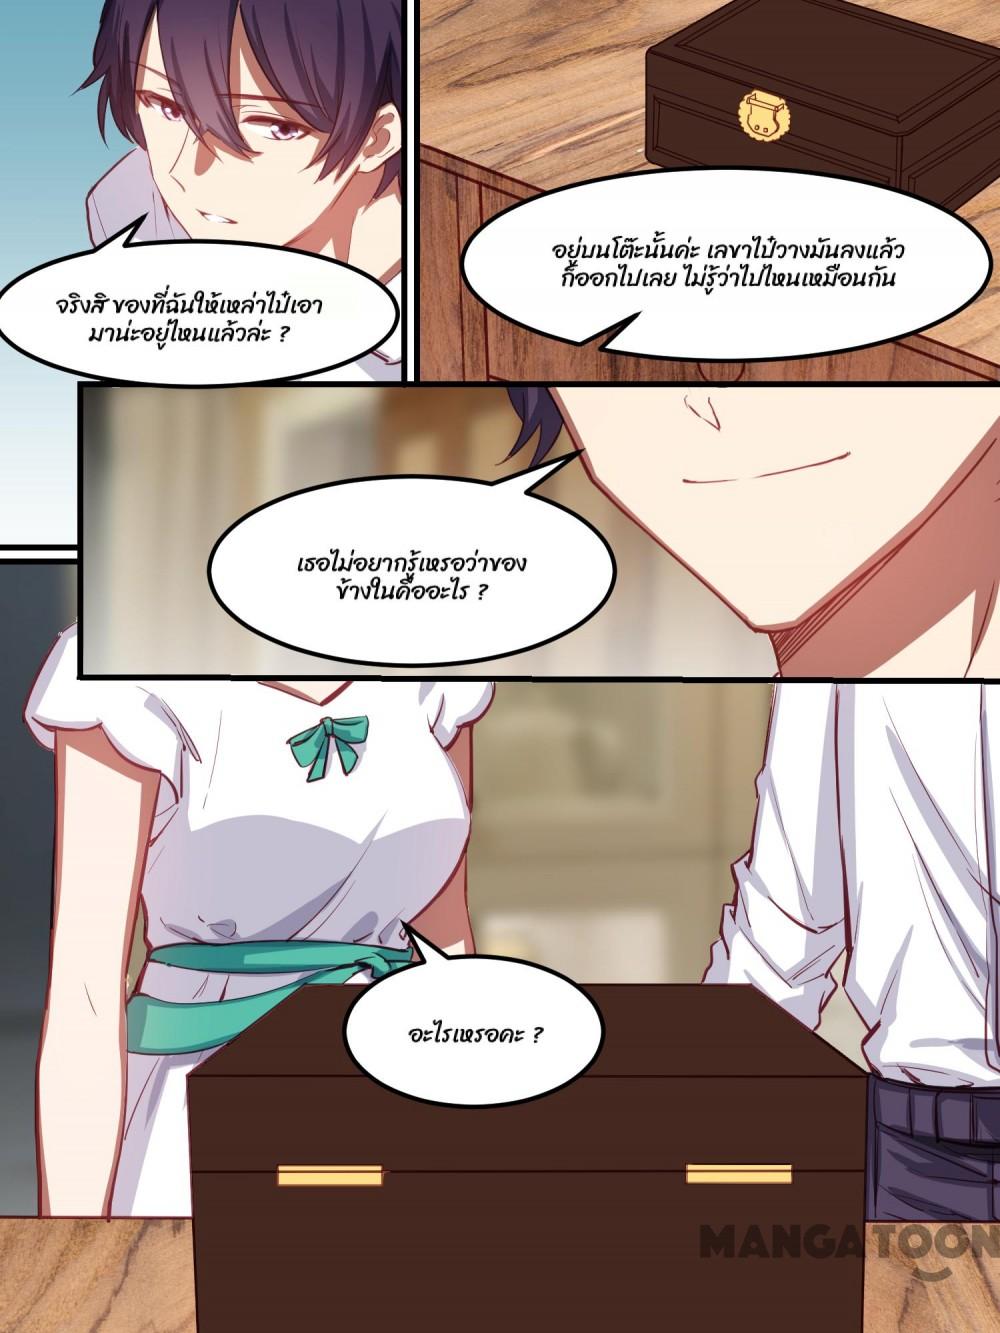 จริงสิ ของที่ฉันให้เหล่าไป๋เอา
มาน่ะอยู่ไหนแล้วล่ะ ?
อยู่บนโต๊ะนั้นค่ะ เลขาไป๋วางมันลงแล้ว
ก็ออกไปเลย ไม่รู้ว่าไปไหนเหมือนกัน
เธอไม่อยากรู้เหรอว่าของ
ข้างในคืออะไร ?
อะไรเหรอคะ ?
MANGATOON